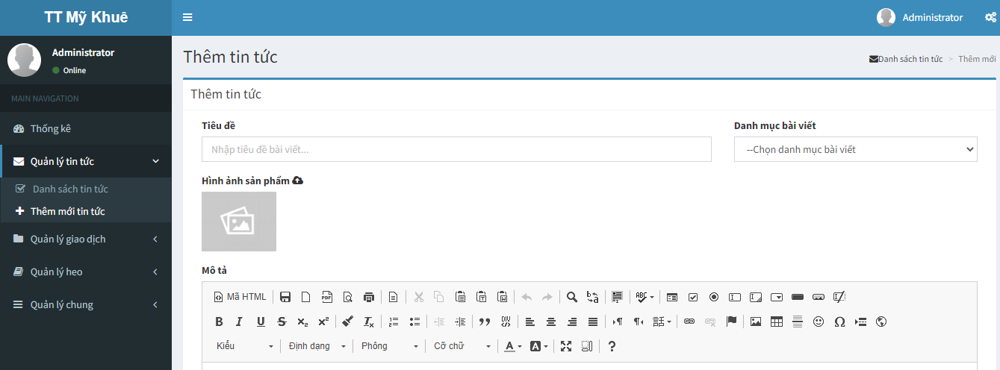 TT Mỹ Khuê
Administrator
Administrator
Online
MAIN NAVIGATION
Thống kê
Quản lý tin tức
Danh sách tin tức
Thêm mới tin tức
Quản lý giao dịch
Quản lý heo
Quản lý chung
Thêm tin tức
Danh sách tin tức > Thêm mới
Thêm tin tức
Tiêu đề
Nhập tiêu đề bài viết...
Danh mục bài viết
--Chọn danh mục bài viết
Hình ảnh sản phẩm
Mô tả
Mã HTML
Kiểu Định dạng Phông Cỡ chữ